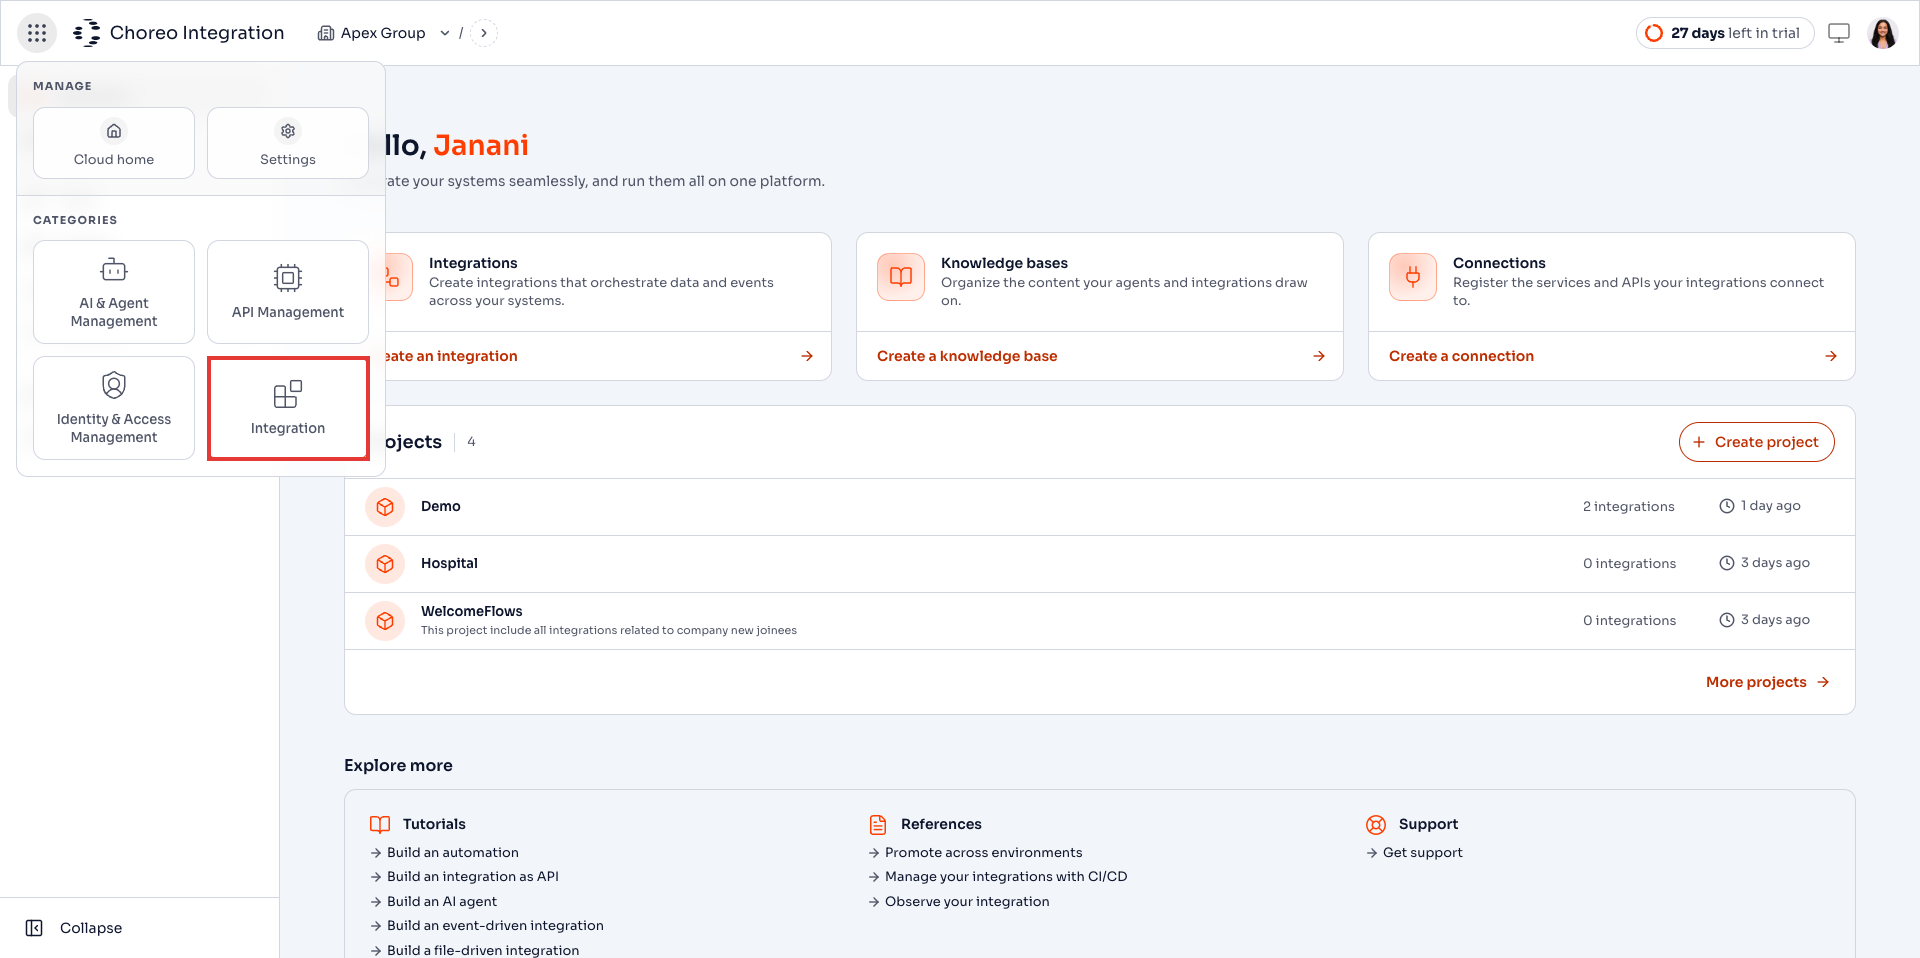 Choreo Integration
Apex Group
/
27 days left in trial
MANAGE
Cloud home
Settings
CATEGORIES
AI & Agent
Management
API Management
Identity & Access
Management
Integration
llo, Janani
ate your systems seamlessly, and run them all on one platform.
Integrations
Create integrations that orchestrate data and events
across your systems.
eate an integration
Knowledge bases
Organize the content your agents and integrations draw
on.
Create a knowledge base
Connections
Register the services and APIs your integrations connect
to.
Create a connection
ojects
4
Create project
Demo
2 integrations
1 day ago
Hospital
0 integrations
3 days ago
WelcomeFlows
This project include all integrations related to company new joinees
0 integrations
3 days ago
More projects
Explore more
Tutorials
Build an automation
Build an integration as API
Build an AI agent
Build an event-driven integration
Build a file-driven integration
References
Promote across environments
Manage your integrations with CI/CD
Observe your integration
Support
Get support
Collapse